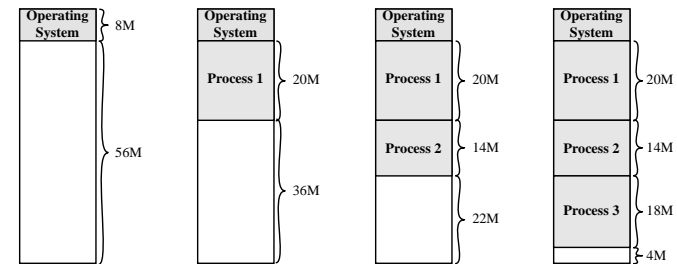 Operating
System
8M
56M
Operating
System
Process 1
20M
36M
Operating
System
Process 1
20M
Process 2
14M
22M
Operating
System
Process 1
20M
Process 2
14M
Process 3
18M
4M